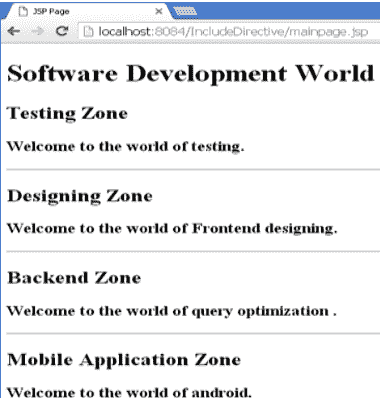 JSP Page
localhost:8084/IncludeDirective/mainpage.jsp
Software Development World
Testing Zone
Welcome to the world of testing.
Designing Zone
Welcome to the world of Frontend designing.
Backend Zone
Welcome to the world of query optimization .
Mobile Application Zone
Welcome to the world of android.